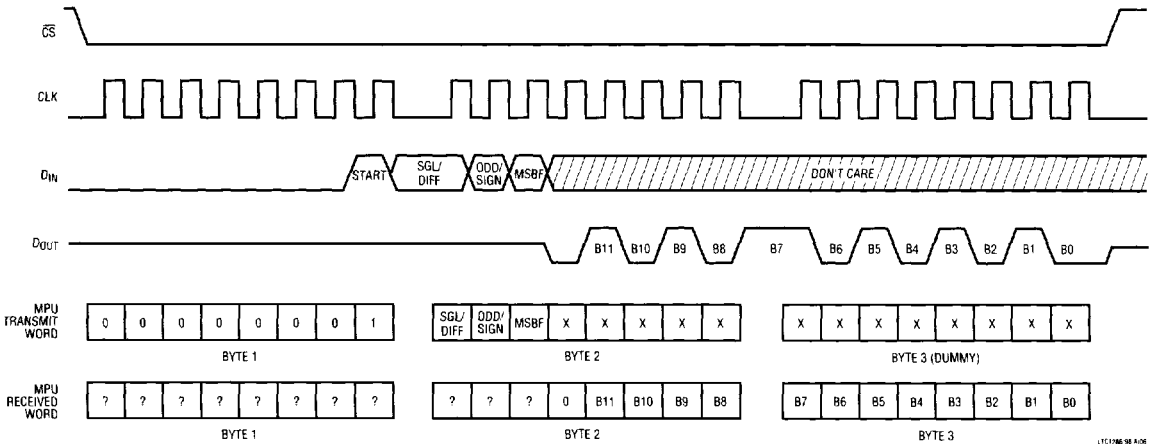 CS
CLK
DIN
START SGL/DIFF ODD/SIGN MSBF DON'T CARE
DOUT
B11 B10 B9 B8 B7 B6 B5 B4 B3 B2 B1 B0
MPU TRANSMIT WORD
0 0 0 0 0 0 0 1
SGL/DIFF ODD/SIGN MSBF X X X X X
X X X X X X X X
BYTE 1 BYTE 2 BYTE 3 (DUMMY)
MPU RECEIVED WORD
? ? ? ? ? ? ? ?
? ? ? 0 B11 B10 B9 B8
B7 B6 B5 B4 B3 B2 B1 B0
BYTE 1 BYTE 2 BYTE 3